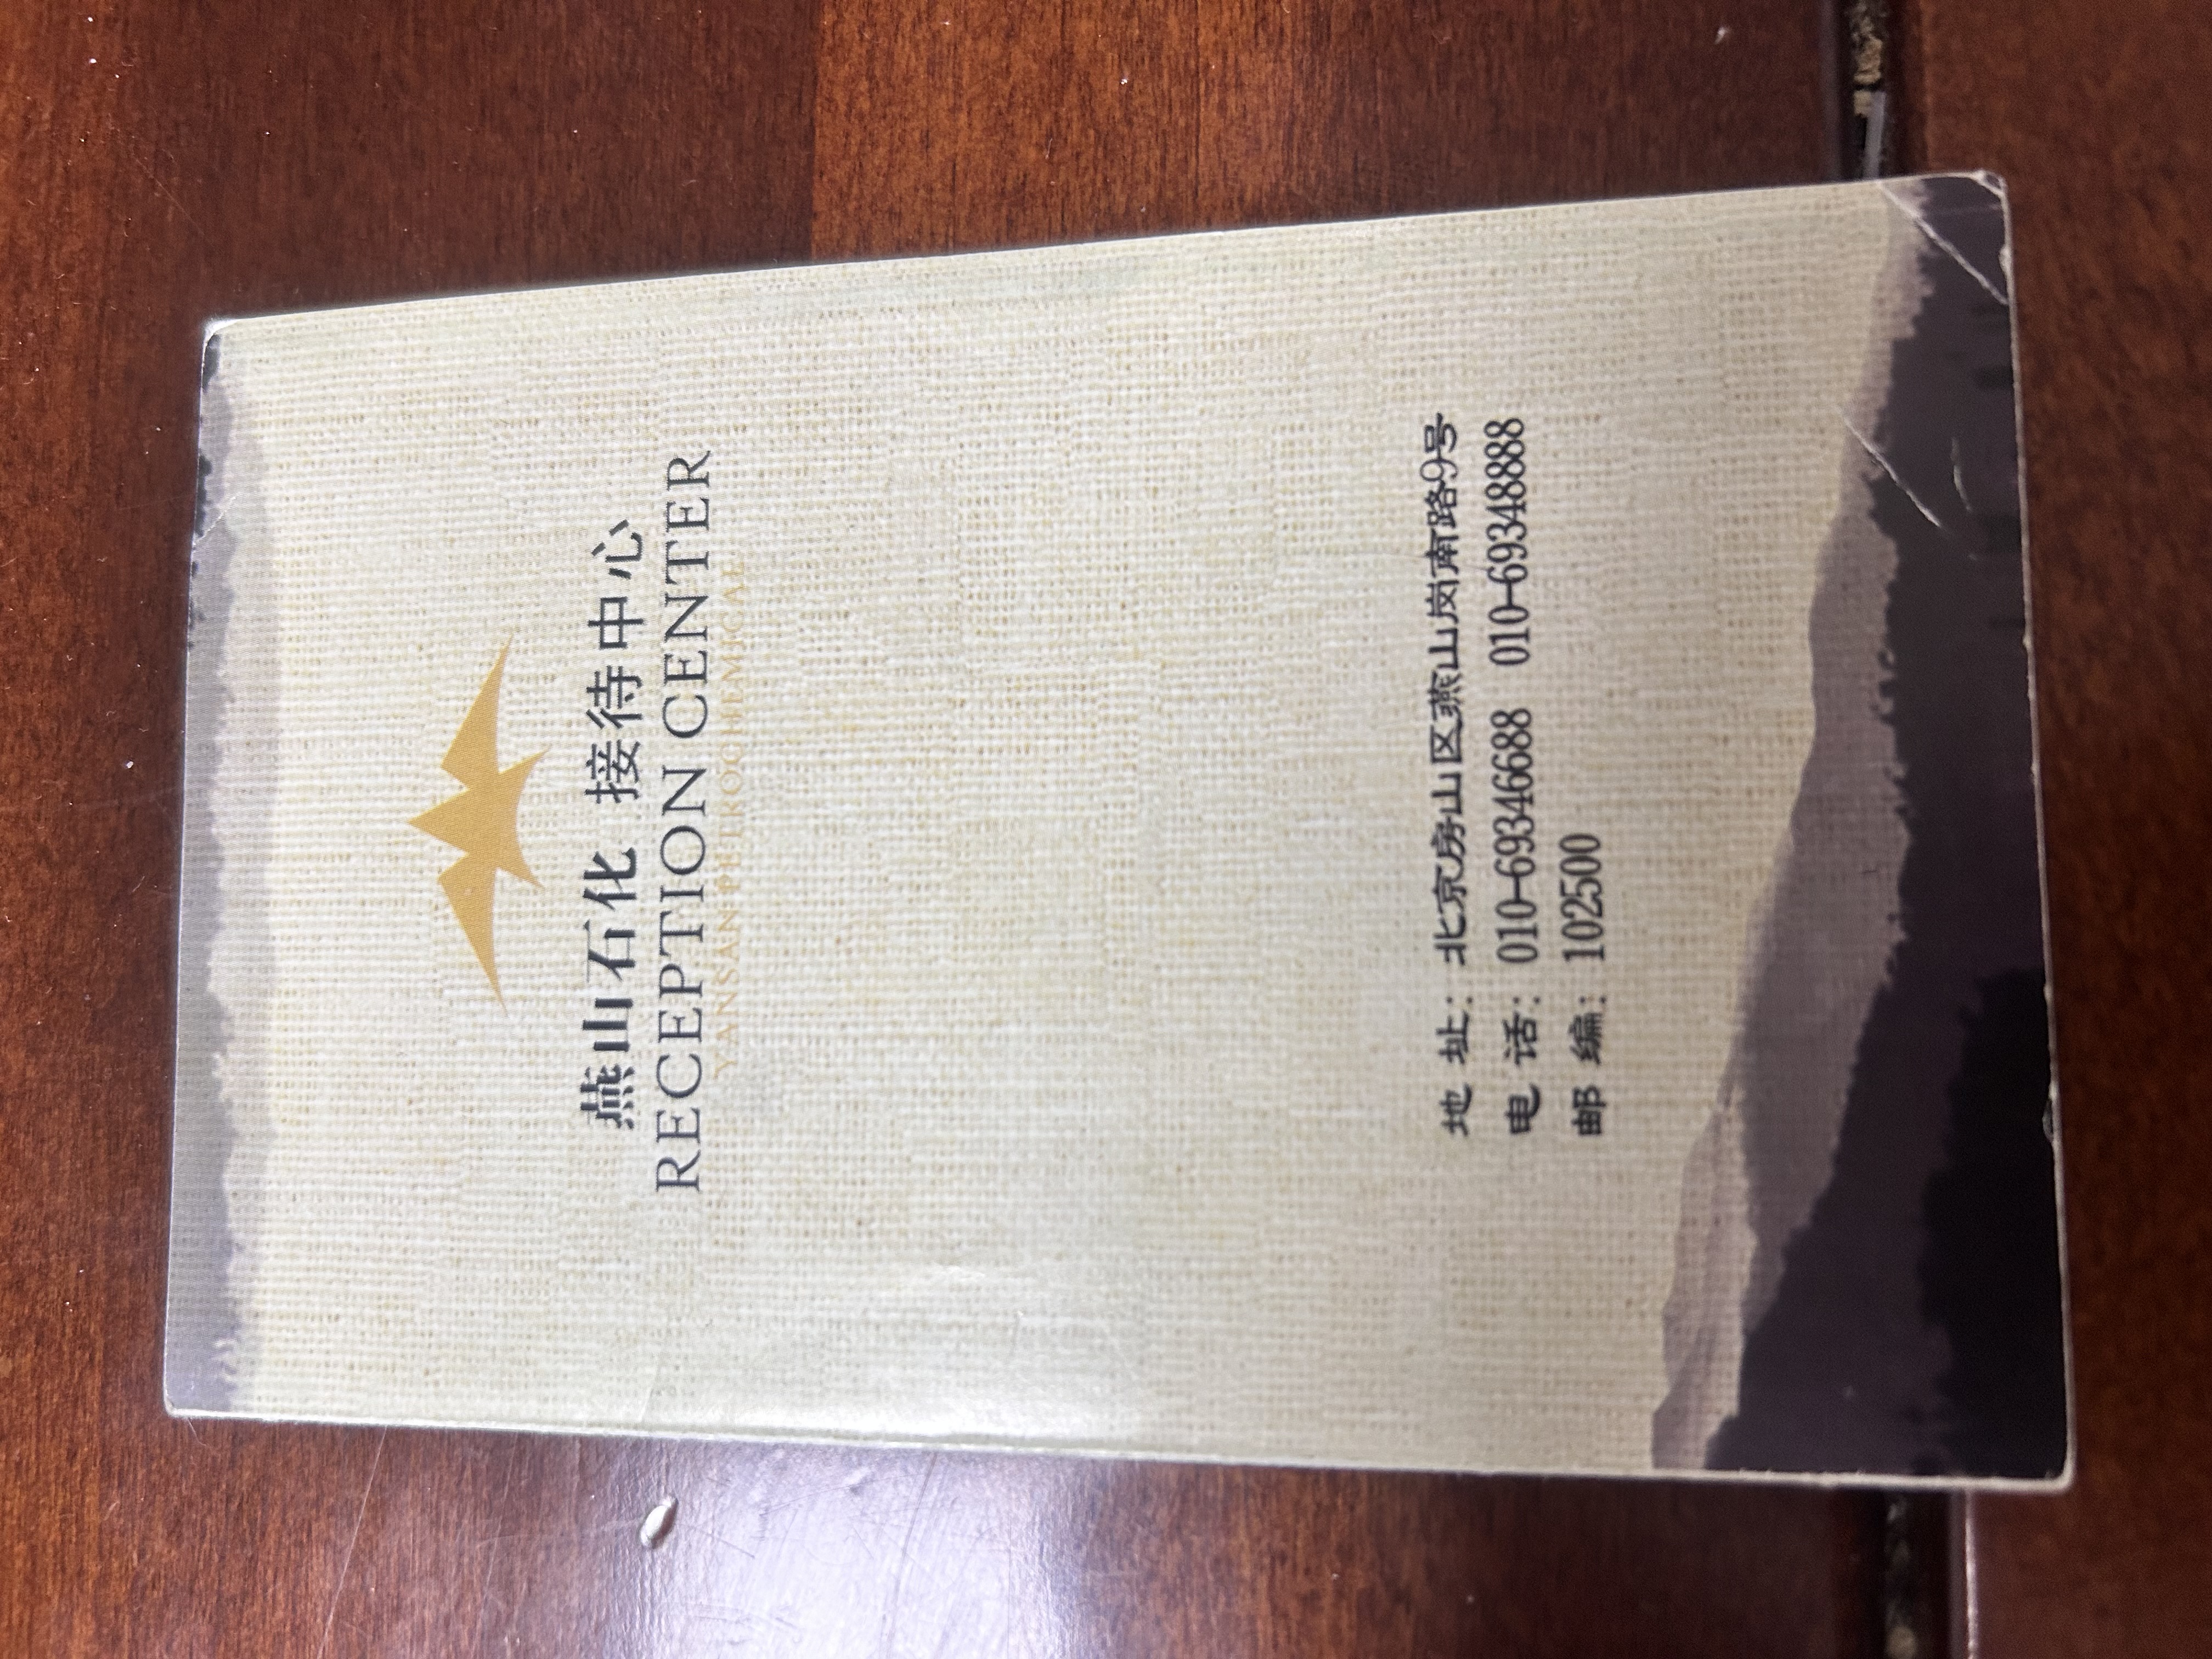 燕山石化 接待中心
RECEPTION CENTER
YANSAN PETROCHEMICAL
地 址：北京房山区燕山岗南路9号
电 话：010-69346688 010-69348888
邮 编：102500